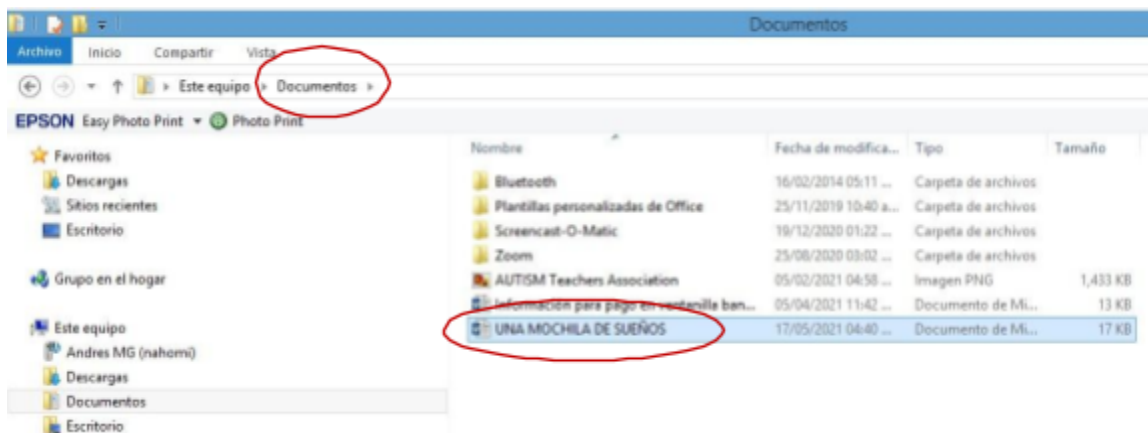 Documentos
Archivo Inicio Compartir Vista
Este equipo Documentos
EPSON Easy Photo Print Photo Print
Favoritos
Descargas
Sitios recientes
Escritorio
Grupo en el hogar
Este equipo
Andres MG (nahomi)
Descargas
Documentos
Escritorio
Nombre Fecha de modifica... Tipo Tamaño
Bluetooth 16/02/2014 05:11 ... Carpeta de archivos
Plantillas personalizadas de Office 25/11/2019 10:40 a... Carpeta de archivos
Screencast-O-Matic 19/12/2020 01:22 ... Carpeta de archivos
Zoom 25/08/2020 03:02 ... Carpeta de archivos
AUTISM Teachers Association 05/02/2021 04:58 ... Imagen PNG 1,433 KB
Información para pago en ventanilla ban... 05/04/2021 11:42 ... Documento de Mi... 13 KB
UNA MOCHILA DE SUEÑOS 17/05/2021 04:40 ... Documento de Mi... 17 KB